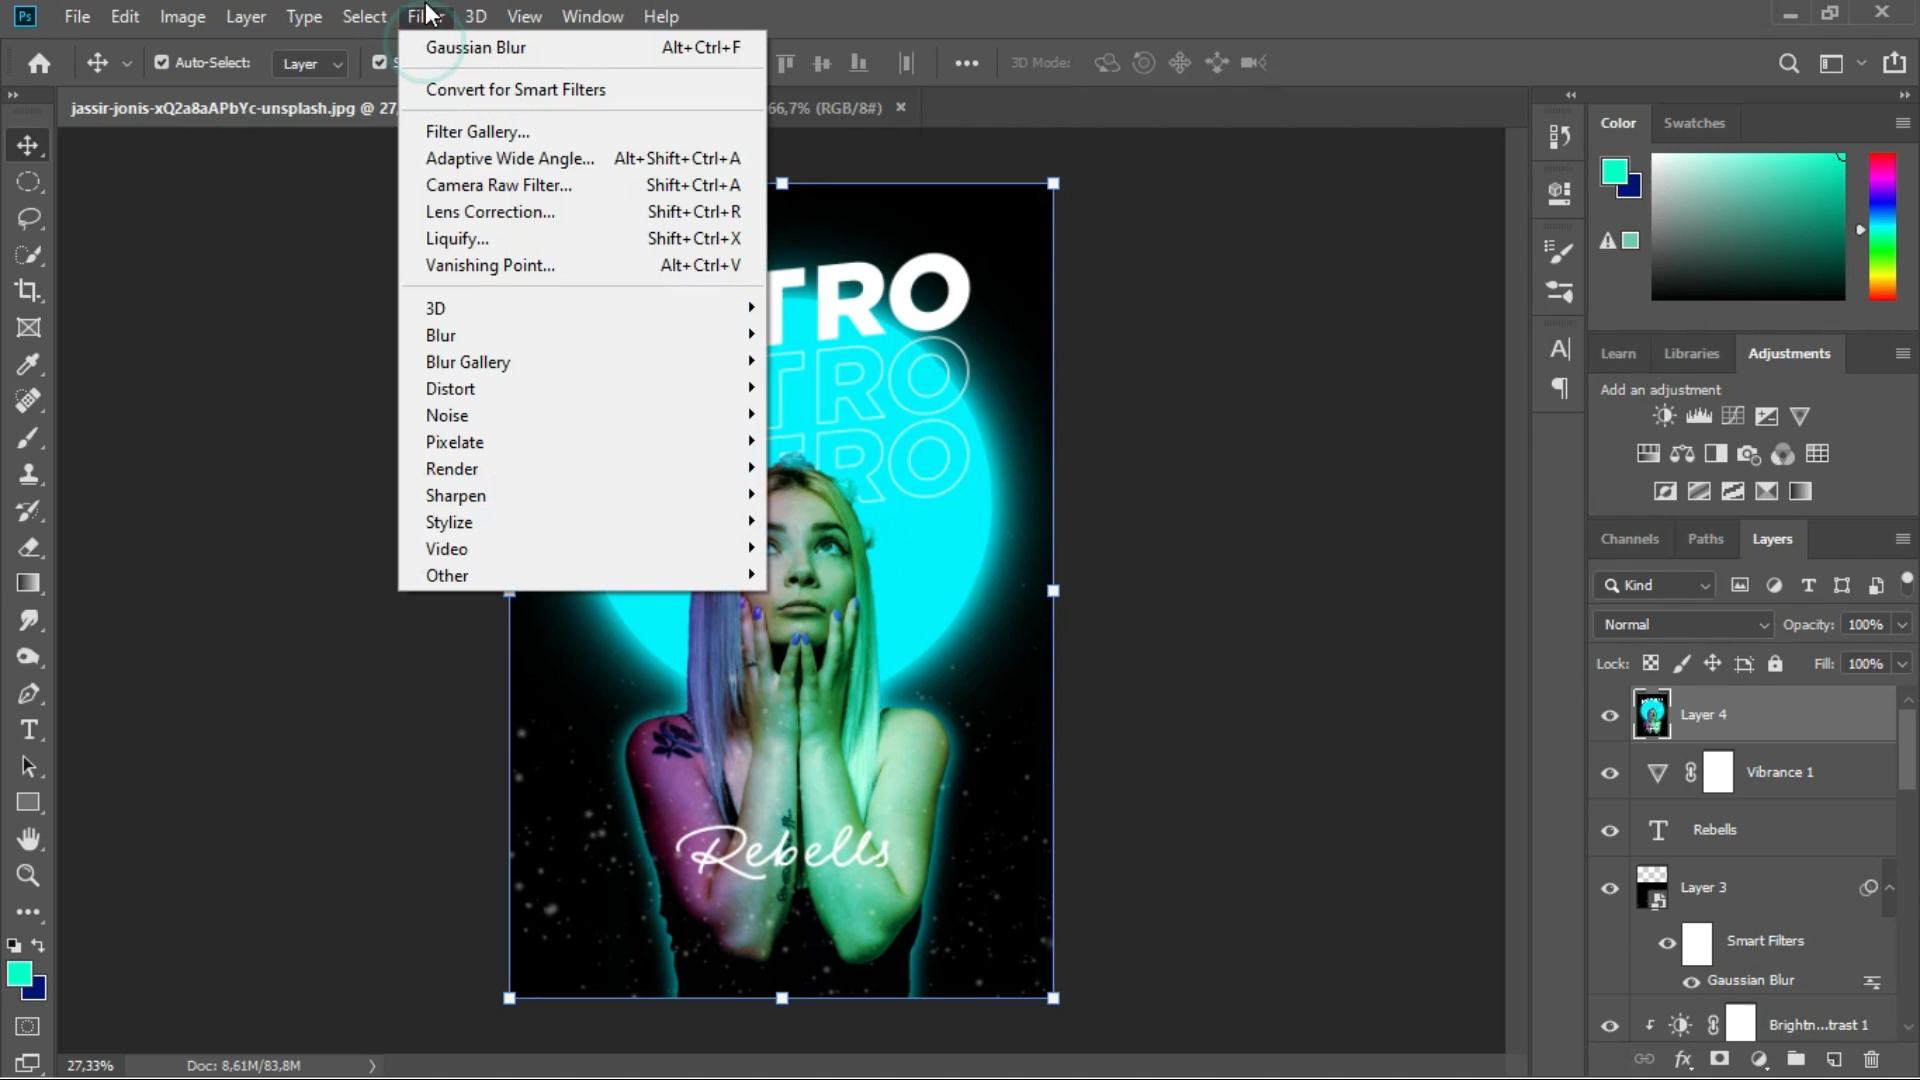 Ps File Edit Image Layer Type Select Filter 3D View Window Help
Auto-Select: Layer 3D Mode:
jassir-jonis-xQ2a8aAPbYc-unsplash.jpg @ 27, 66,7% (RGB/8#)
Gaussian Blur Alt+Ctrl+F
Convert for Smart Filters
Filter Gallery...
Adaptive Wide Angle... Alt+Shift+Ctrl+A
Camera Raw Filter... Shift+Ctrl+A
Lens Correction... Shift+Ctrl+R
Liquify... Shift+Ctrl+X
Vanishing Point... Alt+Ctrl+V
3D
Blur
Blur Gallery
Distort
Noise
Pixelate
Render
Sharpen
Stylize
Video
Other
TRO
TRO
TRO
Rebells
Color Swatches
Learn Libraries Adjustments
Add an adjustment
Channels Paths Layers
Kind
Normal Opacity: 100%
Lock: Fill: 100%
Layer 4
Vibrance 1
Rebells
Layer 3
Smart Filters
Gaussian Blur
Brightn...trast 1
27,33% Doc: 8,61M/83,8M